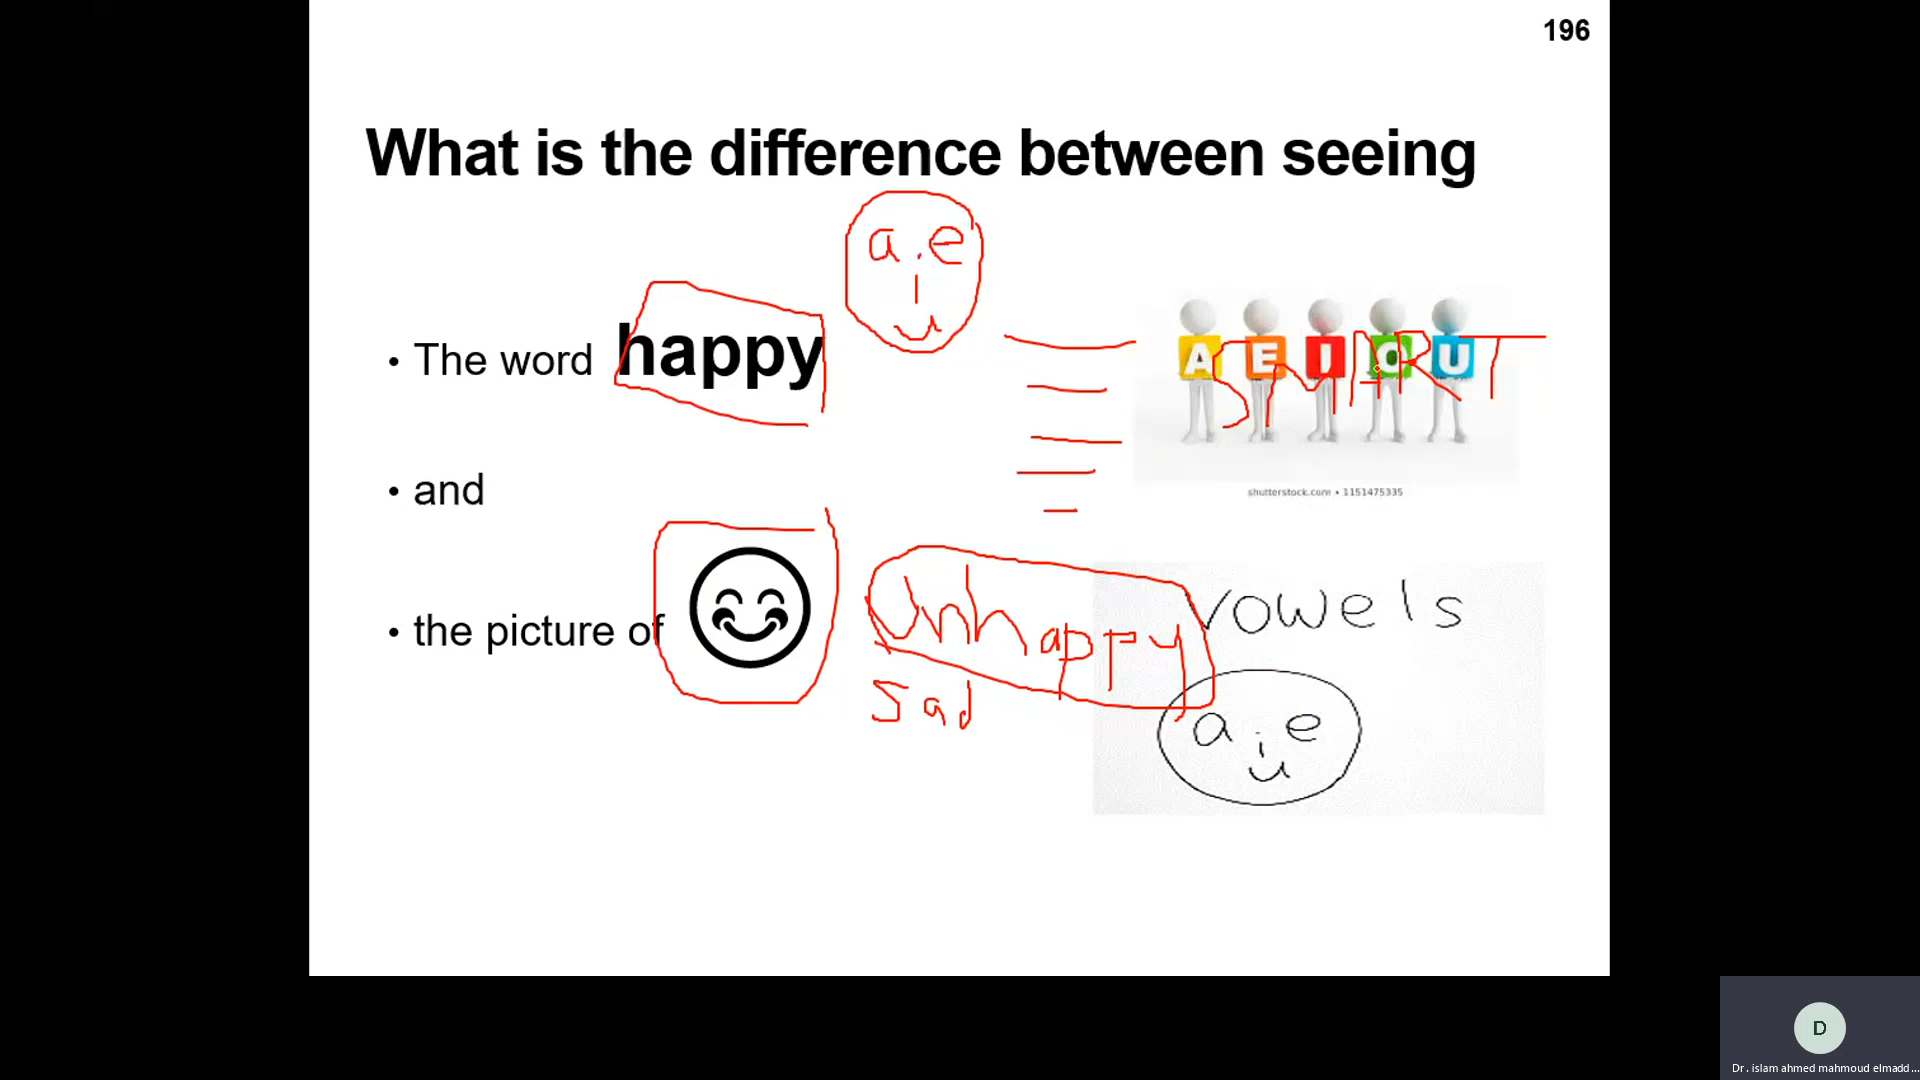 196
What is the difference between seeing
a e
i
u
• The word happy
A E I O U
SMART
shutterstock.com • 1151475335
• and
• the picture of
Unhappy
Sad
vowels
a e
i
u
D
Dr. islam ahmed mahmoud elmadd...